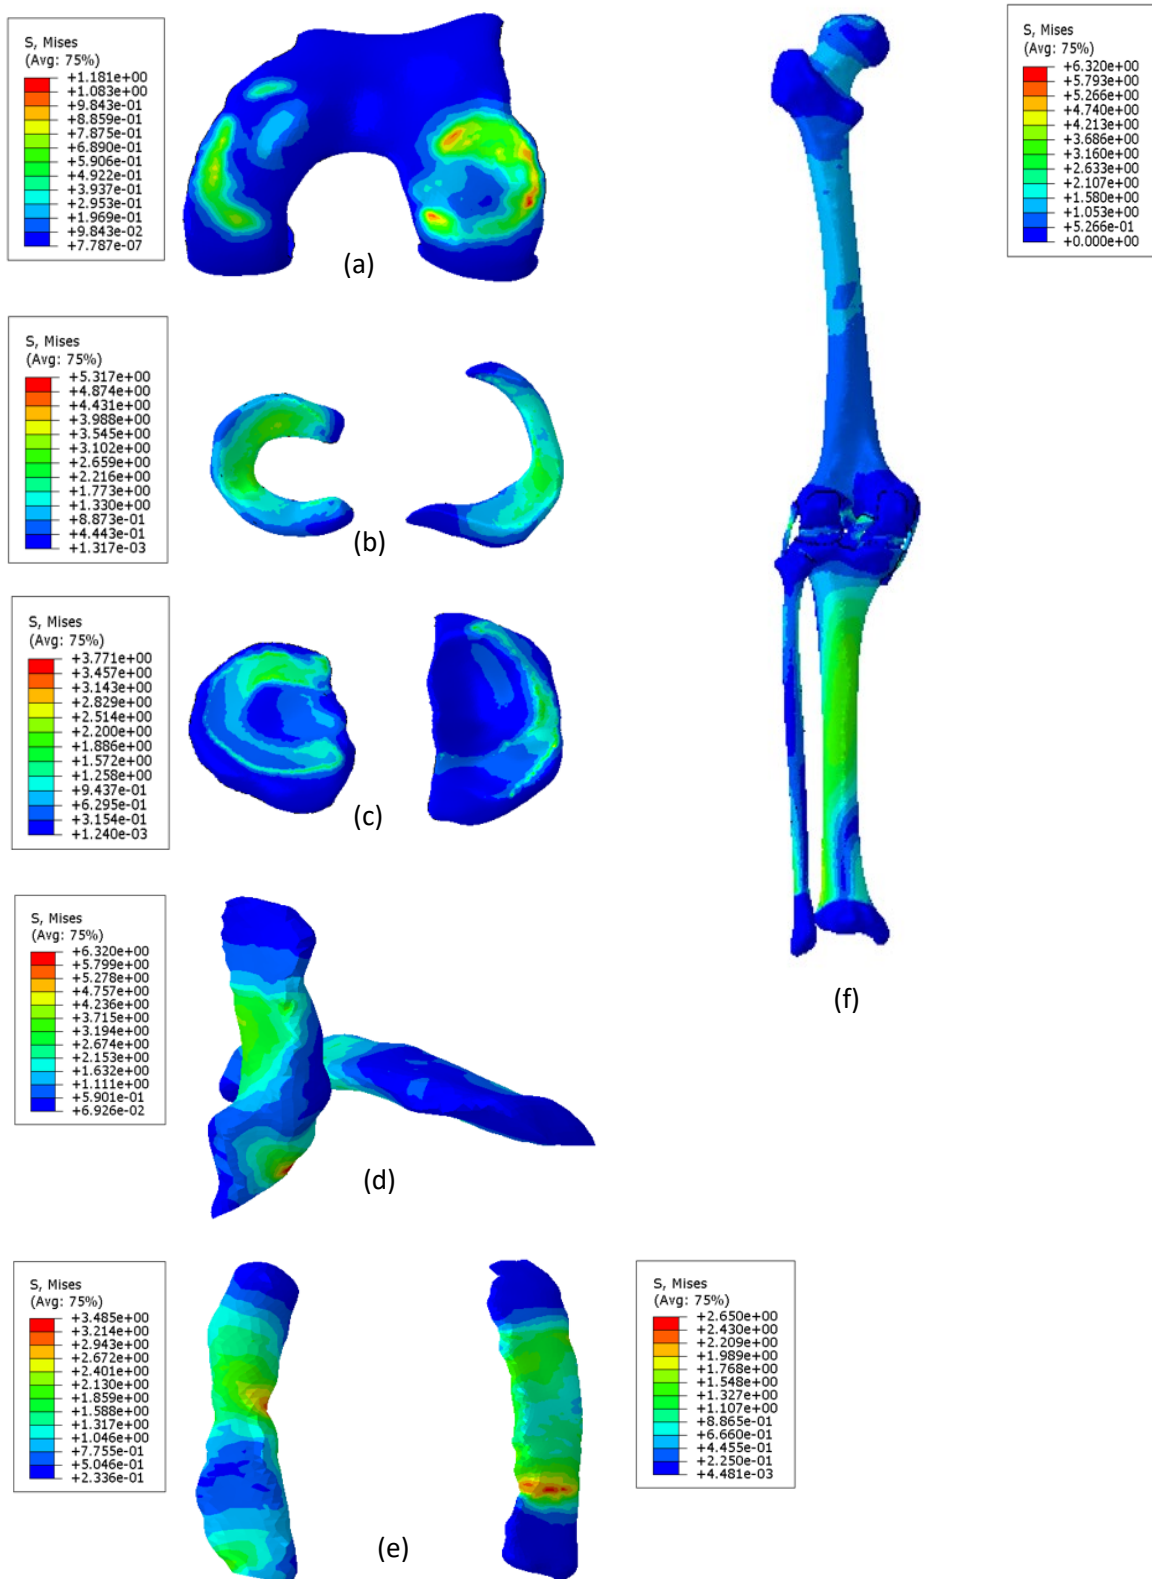 S, Mises
(Avg: 75%)
+1.181e+00
+1.083e+00
+9.843e-01
+8.859e-01
+7.875e-01
+6.890e-01
+5.906e-01
+4.922e-01
+3.937e-01
+2.953e-01
+1.969e-01
+9.843e-02
+7.787e-07
(a)
S, Mises
(Avg: 75%)
+5.317e+00
+4.874e+00
+4.431e+00
+3.988e+00
+3.545e+00
+3.102e+00
+2.659e+00
+2.216e+00
+1.773e+00
+1.330e+00
+8.873e-01
+4.443e-01
+1.317e-03
(b)
S, Mises
(Avg: 75%)
+3.771e+00
+3.457e+00
+3.143e+00
+2.829e+00
+2.514e+00
+2.200e+00
+1.886e+00
+1.572e+00
+1.258e+00
+9.437e-01
+6.295e-01
+3.154e-01
+1.240e-03
(c)
S, Mises
(Avg: 75%)
+6.320e+00
+5.799e+00
+5.278e+00
+4.757e+00
+4.236e+00
+3.715e+00
+3.194e+00
+2.674e+00
+2.153e+00
+1.632e+00
+1.111e+00
+5.901e-01
+6.926e-02
(d)
S, Mises
(Avg: 75%)
+3.485e+00
+3.214e+00
+2.943e+00
+2.672e+00
+2.401e+00
+2.130e+00
+1.859e+00
+1.588e+00
+1.317e+00
+1.046e+00
+7.755e-01
+5.046e-01
+2.336e-01
(e)
S, Mises
(Avg: 75%)
+2.650e+00
+2.430e+00
+2.209e+00
+1.989e+00
+1.768e+00
+1.548e+00
+1.327e+00
+1.107e+00
+8.865e-01
+6.660e-01
+4.455e-01
+2.250e-01
+4.481e-03
S, Mises
(Avg: 75%)
+6.320e+00
+5.793e+00
+5.266e+00
+4.740e+00
+4.213e+00
+3.686e+00
+3.160e+00
+2.633e+00
+2.107e+00
+1.580e+00
+1.053e+00
+5.266e-01
+0.000e+00
(f)